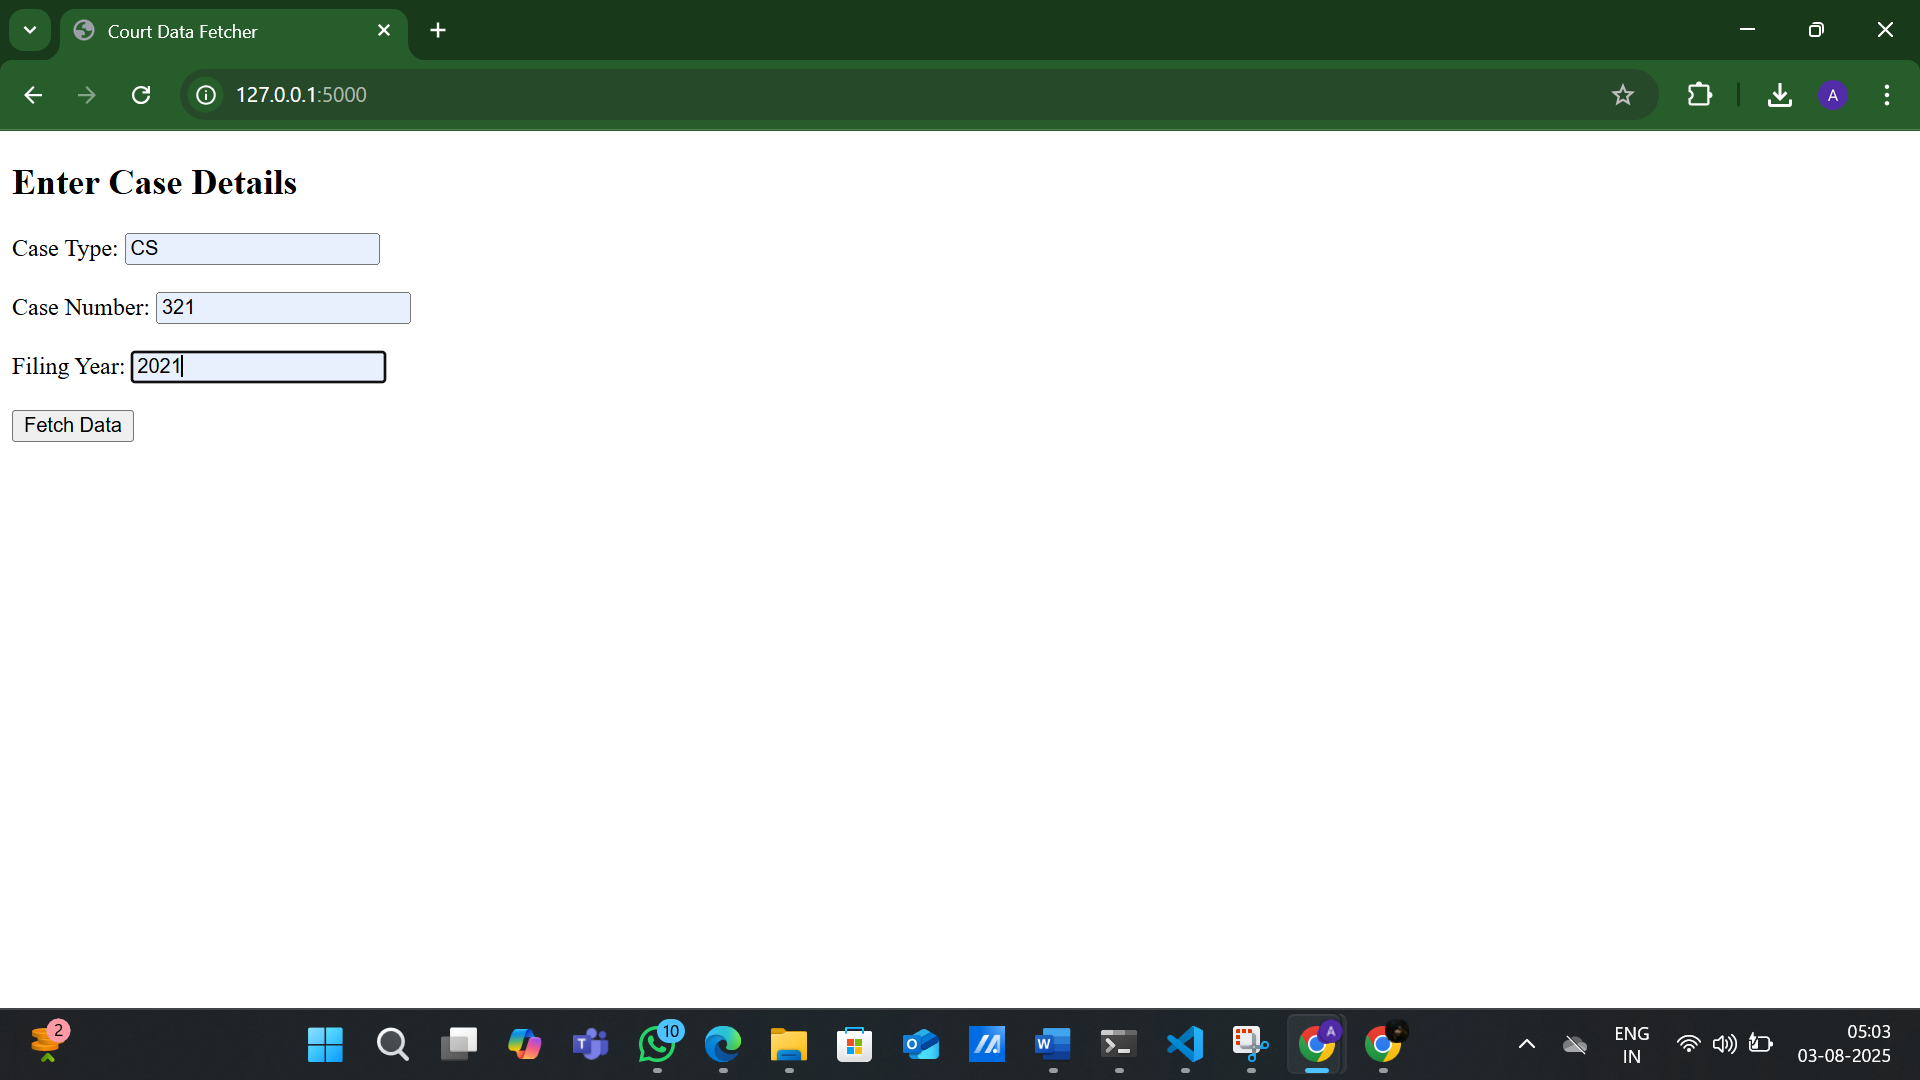 Court Data Fetcher
127.0.0.1:5000
A
Enter Case Details
Case Type: CS
Case Number: 321
Filing Year: 2021
Fetch Data
2
10
A
ENG
IN
05:03
03-08-2025